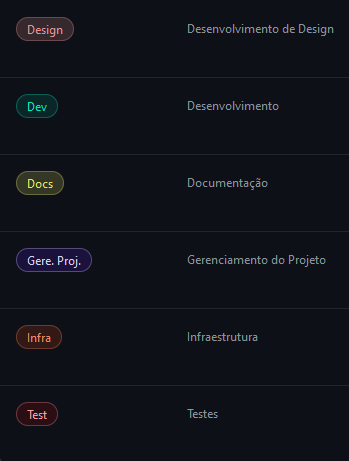 Design Desenvolvimento de Design
Dev Desenvolvimento
Docs Documentação
Gere. Proj. Gerenciamento do Projeto
Infra Infraestrutura
Test Testes